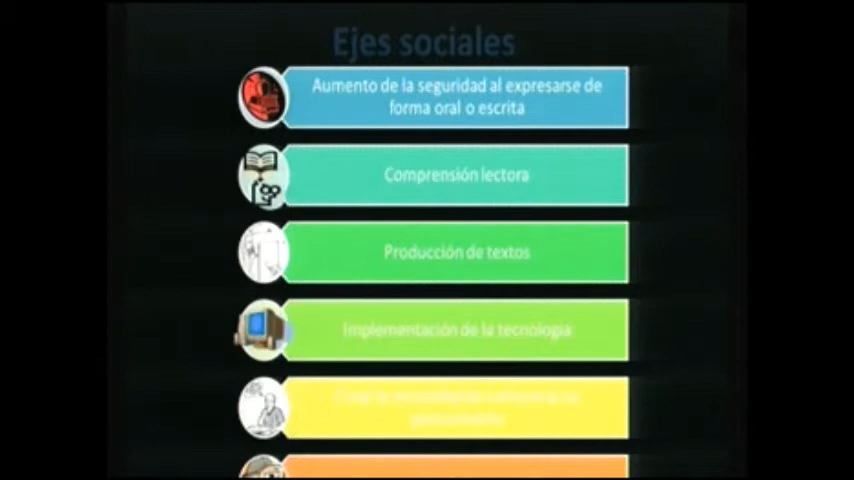 Ejes sociales
Aumento de la seguridad al expresarse de
forma oral o escrita
Comprensión lectora
Producción de textos
Implementación de la tecnologia